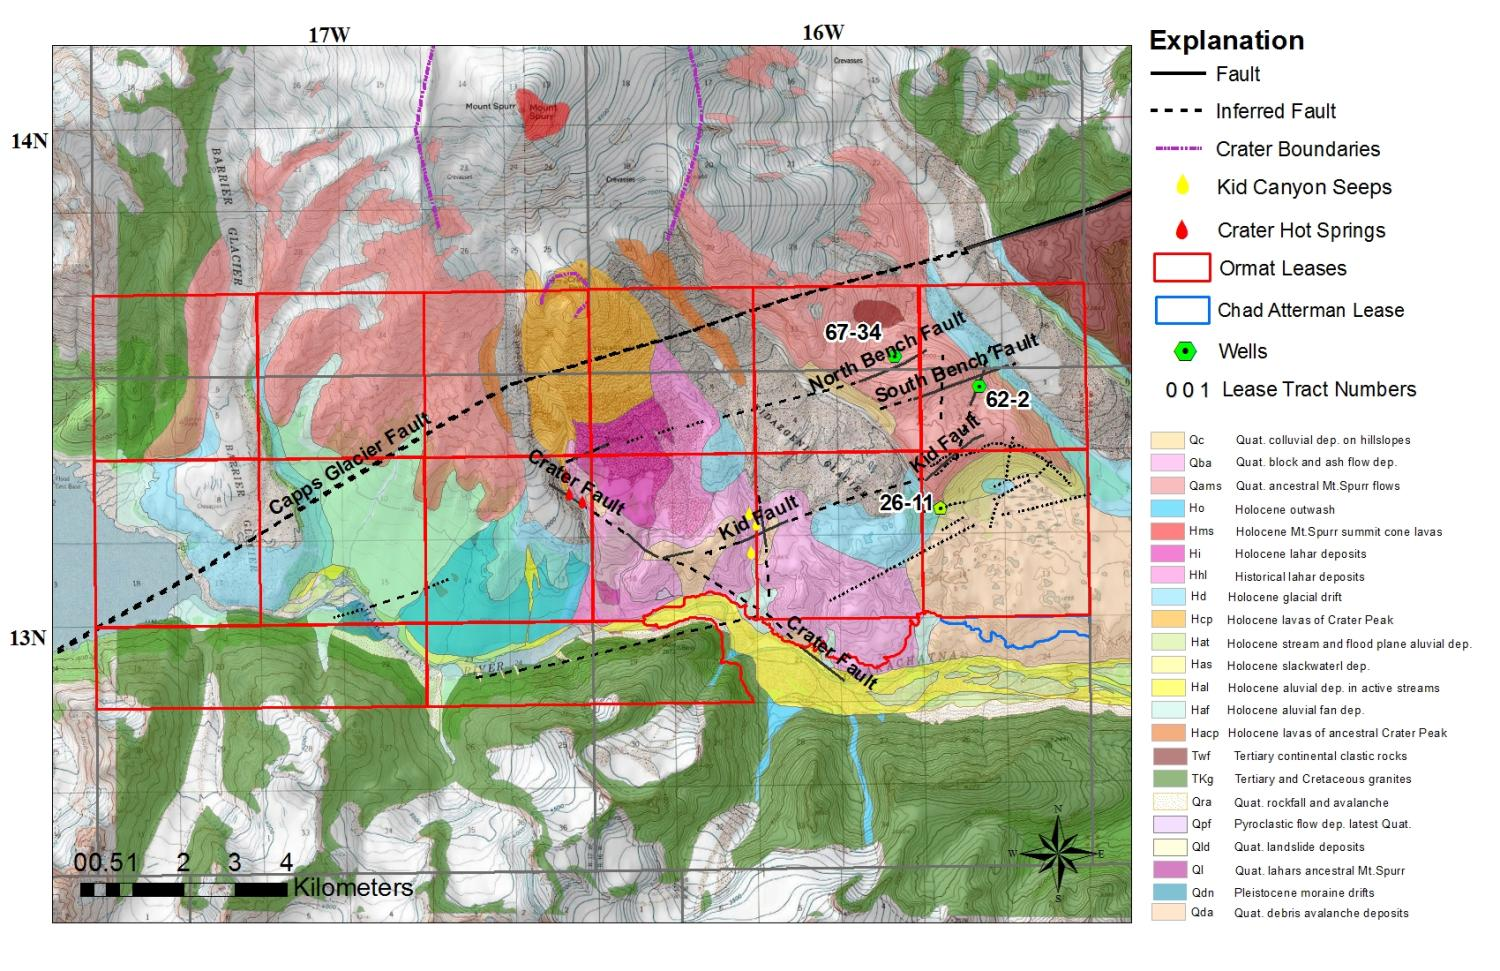 17W
16W
14N
13N
Mount Spurr
Mount
Spurr
Crevasses
Crevasses
Crevasses
BARRIER
GLACIER
BARRIER
67-34
North Bench Fault
South Bench Fault
62-2
Capps Glacier Fault
Crater Fault
Kid Fault
Kid Fault
26-11
Crater Fault
RIVER
00.51 2 3 4
Kilometers
N
W E
S
Explanation
Fault
Inferred Fault
Crater Boundaries
Kid Canyon Seeps
Crater Hot Springs
Ormat Leases
Chad Atterman Lease
Wells
001 Lease Tract Numbers
Qc Quat. colluvial dep. on hillslopes
Qba Quat. block and ash flow dep.
Qams Quat. ancestral Mt.Spurr flows
Ho Holocene outwash
Hms Holocene Mt.Spurr summit cone lavas
Hi Holocene lahar deposits
Hhl Historical lahar deposits
Hd Holocene glacial drift
Hcp Holocene lavas of Crater Peak
Hat Holocene stream and flood plane aluvial dep.
Has Holocene slackwaterl dep.
Hal Holocene aluvial dep. in active streams
Haf Holocene aluvial fan dep.
Hacp Holocene lavas of ancestral Crater Peak
Twf Tertiary continental clastic rocks
TKg Tertiary and Cretaceous granites
Qra Quat. rockfall and avalanche
Qpf Pyroclastic flow dep. latest Quat.
Qld Quat. landslide deposits
Ql Quat. lahars ancestral Mt.Spurr
Qdn Pleistocene moraine drifts
Qda Quat. debris avalanche deposits